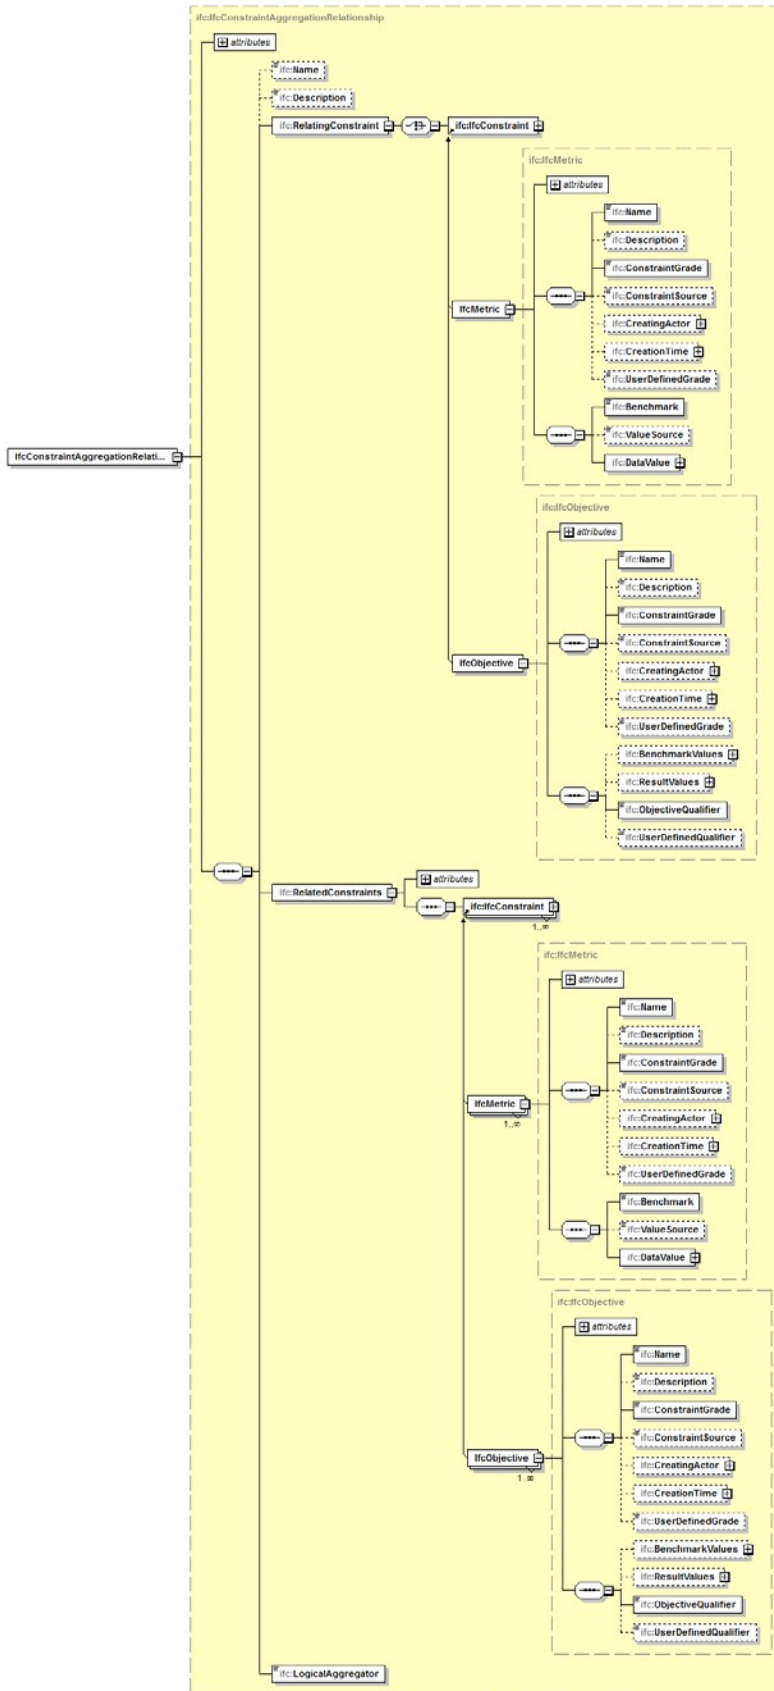 ifc:IfcConstraintAggregationRelationship
attributes
ifc:Name
ifc:Description
ifc:RelatingConstraint
ifc:IfcConstraint
ifc:IfcMetric
attributes
ifc:Name
ifc:Description
ifc:ConstraintGrade
ifc:ConstraintSource
IfcMetric
ifc:CreatingActor
ifc:CreationTime
ifc:UserDefinedGrade
ifc:Benchmark
ifc:ValueSource
IfcConstraintAggregationRelati...
ifc:DataValue
ifc:IfcObjective
attributes
ifc:Name
ifc:Description
ifc:ConstraintGrade
ifc:ConstraintSource
IfcObjective
ifc:CreatingActor
ifc:CreationTime
ifc:UserDefinedGrade
ifc:BenchmarkValues
ifc:ResultValues
ifc:ObjectiveQualifier
ifc:UserDefinedQualifier
ifc:RelatedConstraints
attributes
ifc:IfcConstraint
1..∞
ifc:IfcMetric
attributes
ifc:Name
ifc:Description
ifc:ConstraintGrade
ifc:ConstraintSource
IfcMetric
1..∞
ifc:CreatingActor
ifc:CreationTime
ifc:UserDefinedGrade
ifc:Benchmark
ifc:ValueSource
ifc:DataValue
ifc:IfcObjective
attributes
ifc:Name
ifc:Description
ifc:ConstraintGrade
ifc:ConstraintSource
IfcObjective
1..∞
ifc:CreatingActor
ifc:CreationTime
ifc:UserDefinedGrade
ifc:BenchmarkValues
ifc:ResultValues
ifc:ObjectiveQualifier
ifc:UserDefinedQualifier
ifc:LogicalAggregator